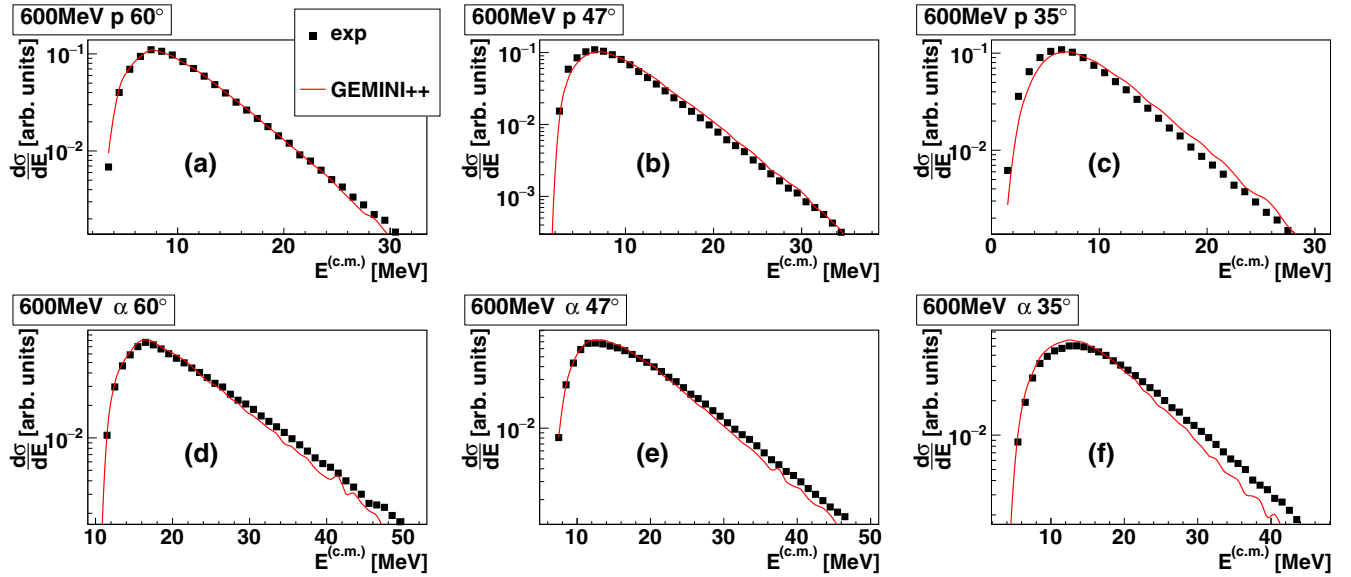 600MeV p 60°
dσ/dE [arb. units]
10⁻¹
10⁻²
■ exp
— GEMINI++
(a)
10 20 30
E^(c.m.) [MeV]
600MeV p 47°
dσ/dE [arb. units]
10⁻¹
10⁻²
10⁻³
(b)
10 20 30
E^(c.m.) [MeV]
600MeV p 35°
dσ/dE [arb. units]
10⁻¹
10⁻²
(c)
0 10 20 30
E^(c.m.) [MeV]
600MeV α 60°
dσ/dE [arb. units]
10⁻²
(d)
10 20 30 40 50
E^(c.m.) [MeV]
600MeV α 47°
dσ/dE [arb. units]
10⁻²
(e)
10 20 30 40 50
E^(c.m.) [MeV]
600MeV α 35°
dσ/dE [arb. units]
10⁻²
(f)
10 20 30 40
E^(c.m.) [MeV]